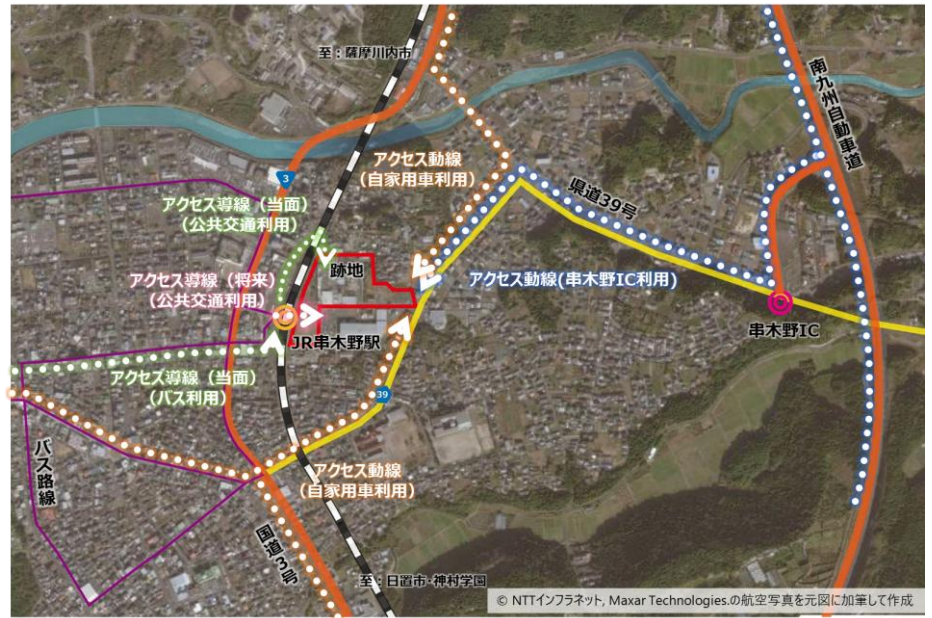 至：薩摩川内市
南九州自動車道
アクセス動線
（自家用車利用）
3
県道39号
アクセス導線（当面）
（公共交通利用）
跡地
アクセス導線（将来）
（公共交通利用）
アクセス動線(串木野IC利用)
JR串木野駅
串木野IC
アクセス導線（当面）
（バス利用）
39
バス路線
アクセス動線
（自家用車利用）
国道3号
至：日置市・神村学園
© NTTインフラネット, Maxar Technologies.の航空写真を元図に加筆して作成